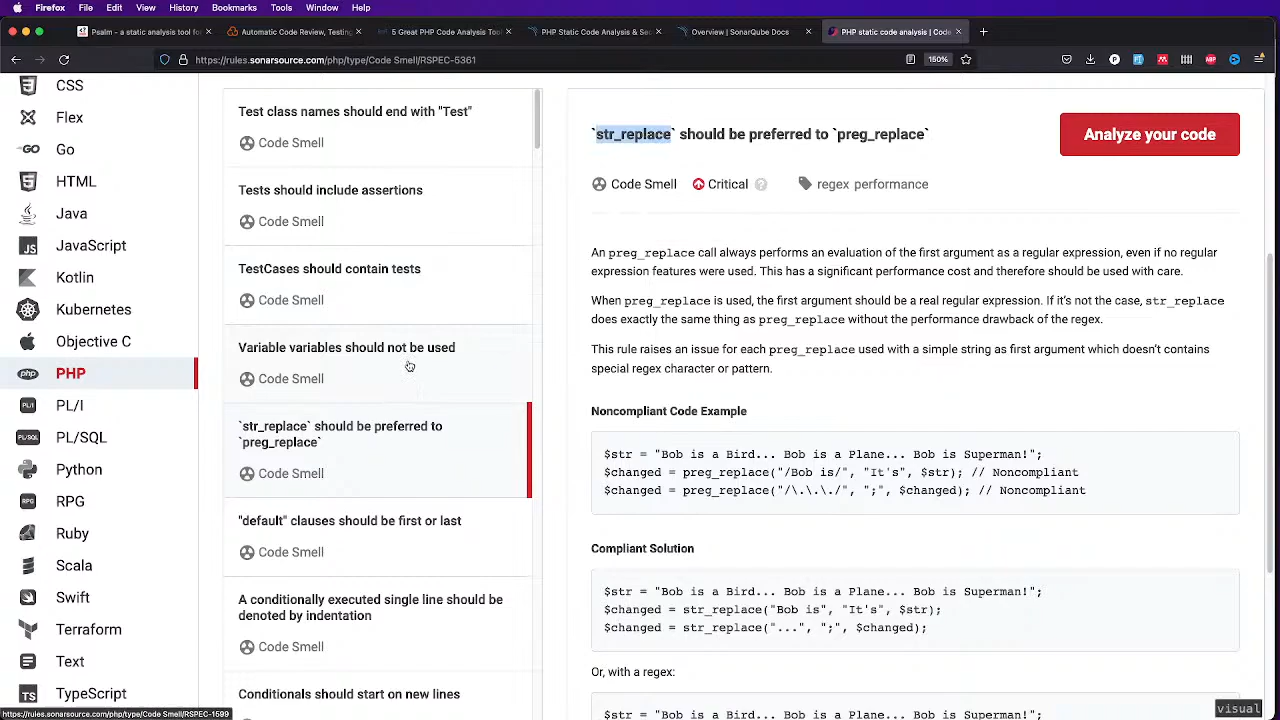 Firefox File Edit View History Bookmarks Tools Window Help
Psalm - a static analysis tool fo
Automatic Code Review, Testing
5 Great PHP Code Analysis Tool
PHP Static Code Analysis & Sec
Overview | SonarQube Docs
PHP static code analysis | Code
https://rules.sonarsource.com/php/type/Code Smell/RSPEC-5361
150%
CSS
Flex
GO Go
HTML
Java
JS JavaScript
Kotlin
Kubernetes
Objective C
php PHP
PL/I PL/I
PL/SQL PL/SQL
Python
RPG RPG
Ruby
Scala
Swift
Terraform
Text
TS TypeScript
https://rules.sonarsource.com/php/type/Code Smell/RSPEC-1599
Test class names should end with "Test"
Code Smell
Tests should include assertions
Code Smell
TestCases should contain tests
Code Smell
Variable variables should not be used
Code Smell
`str_replace` should be preferred to
`preg_replace`
Code Smell
"default" clauses should be first or last
Code Smell
A conditionally executed single line should be
denoted by indentation
Code Smell
Conditionals should start on new lines
`str_replace` should be preferred to `preg_replace`
Analyze your code
Code Smell Critical ? regex performance
An preg_replace call always performs an evaluation of the first argument as a regular expression, even if no regular
expression features were used. This has a significant performance cost and therefore should be used with care.
When preg_replace is used, the first argument should be a real regular expression. If it's not the case, str_replace
does exactly the same thing as preg_replace without the performance drawback of the regex.
This rule raises an issue for each preg_replace used with a simple string as first argument which doesn't contains
special regex character or pattern.
Noncompliant Code Example
$str = "Bob is a Bird... Bob is a Plane... Bob is Superman!";
$changed = preg_replace("/Bob is/", "It's", $str); // Noncompliant
$changed = preg_replace("/\.\.\./", ";", $changed); // Noncompliant
Compliant Solution
$str = "Bob is a Bird... Bob is a Plane... Bob is Superman!";
$changed = str_replace("Bob is", "It's", $str);
$changed = str_replace("...", ";", $changed);
Or, with a regex:
$str = "Bob is a Bird... Bob is a Plane... Bob is Superman!";
visual